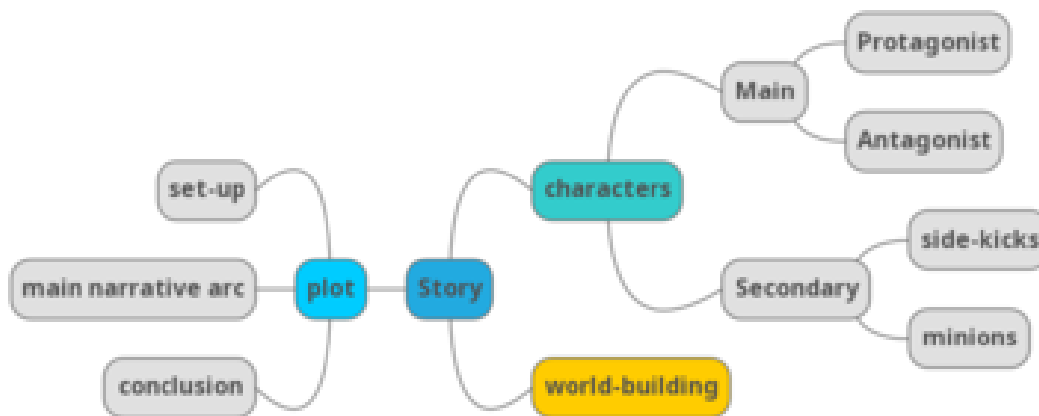 Protagonist
Main
Antagonist
set-up
characters
side-kicks
main narrative arc
plot
Story
Secondary
minions
conclusion
world-building